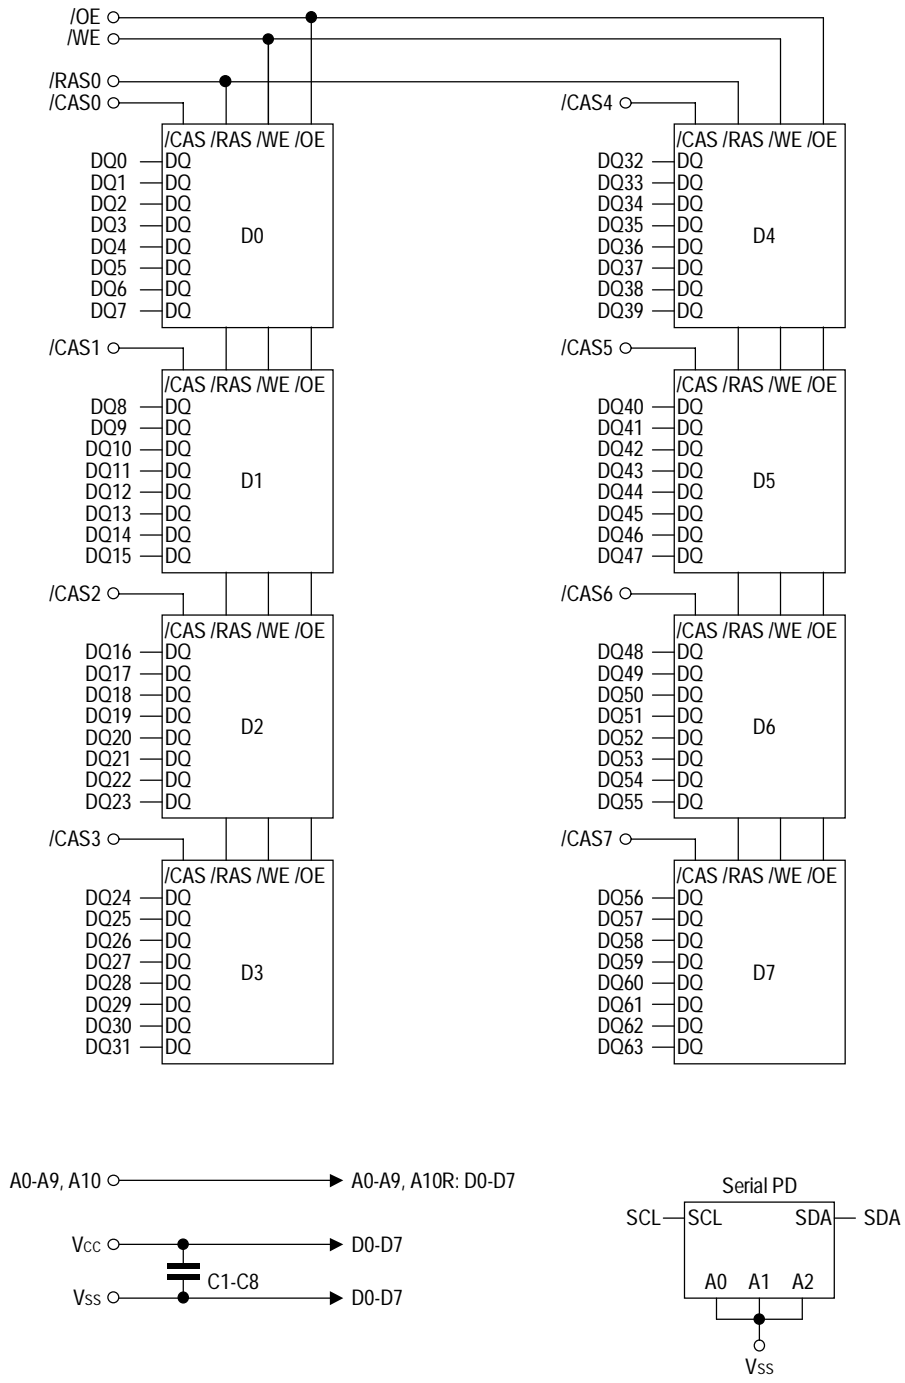 /OE
/WE
/RAS0
/CAS0
/CAS /RAS /WE /OE
DQ0 DQ
DQ1 DQ
DQ2 DQ
DQ3 DQ
DQ4 DQ
DQ5 DQ
DQ6 DQ
DQ7 DQ
D0
/CAS1
/CAS /RAS /WE /OE
DQ8 DQ
DQ9 DQ
DQ10 DQ
DQ11 DQ
DQ12 DQ
DQ13 DQ
DQ14 DQ
DQ15 DQ
D1
/CAS2
/CAS /RAS /WE /OE
DQ16 DQ
DQ17 DQ
DQ18 DQ
DQ19 DQ
DQ20 DQ
DQ21 DQ
DQ22 DQ
DQ23 DQ
D2
/CAS3
/CAS /RAS /WE /OE
DQ24 DQ
DQ25 DQ
DQ26 DQ
DQ27 DQ
DQ28 DQ
DQ29 DQ
DQ30 DQ
DQ31 DQ
D3
/CAS4
/CAS /RAS /WE /OE
DQ32 DQ
DQ33 DQ
DQ34 DQ
DQ35 DQ
DQ36 DQ
DQ37 DQ
DQ38 DQ
DQ39 DQ
D4
/CAS5
/CAS /RAS /WE /OE
DQ40 DQ
DQ41 DQ
DQ42 DQ
DQ43 DQ
DQ44 DQ
DQ45 DQ
DQ46 DQ
DQ47 DQ
D5
/CAS6
/CAS /RAS /WE /OE
DQ48 DQ
DQ49 DQ
DQ50 DQ
DQ51 DQ
DQ52 DQ
DQ53 DQ
DQ54 DQ
DQ55 DQ
D6
/CAS7
/CAS /RAS /WE /OE
DQ56 DQ
DQ57 DQ
DQ58 DQ
DQ59 DQ
DQ60 DQ
DQ61 DQ
DQ62 DQ
DQ63 DQ
D7
A0-A9, A10 A0-A9, A10R: D0-D7
Vcc D0-D7
C1-C8
Vss D0-D7
Serial PD
SCL SCL SDA SDA
A0 A1 A2
Vss